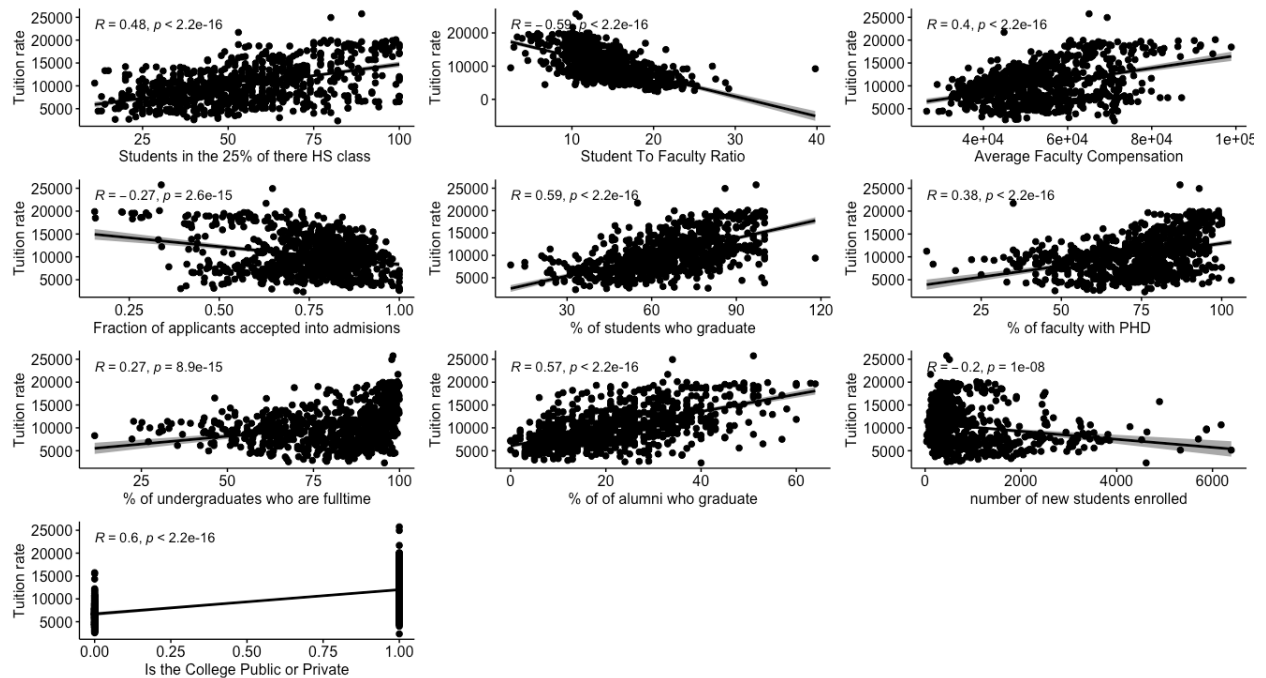 R = 0.48, p < 2.2e-16
Tuition rate
25000
20000
15000
10000
5000
25
50
75
100
Students in the 25% of there HS class
R = −0.59, p < 2.2e-16
Tuition rate
20000
10000
0
10
20
30
40
Student To Faculty Ratio
R = 0.4, p < 2.2e-16
Tuition rate
25000
20000
15000
10000
5000
4e+04
6e+04
8e+04
1e+05
Average Faculty Compensation
R = −0.27, p = 2.6e-15
Tuition rate
25000
20000
15000
10000
5000
0.25
0.50
0.75
1.00
Fraction of applicants accepted into admisions
R = 0.59, p < 2.2e-16
Tuition rate
25000
20000
15000
10000
5000
30
60
90
120
% of students who graduate
R = 0.38, p < 2.2e-16
Tuition rate
25000
20000
15000
10000
5000
25
50
75
100
% of faculty with PHD
R = 0.27, p = 8.9e-15
Tuition rate
25000
20000
15000
10000
5000
25
50
75
100
% of undergraduates who are fulltime
R = 0.57, p < 2.2e-16
Tuition rate
25000
20000
15000
10000
5000
0
20
40
60
% of of alumni who graduate
R = −0.2, p = 1e-08
Tuition rate
25000
20000
15000
10000
5000
0
2000
4000
6000
number of new students enrolled
R = 0.6, p < 2.2e-16
Tuition rate
25000
20000
15000
10000
5000
0.00
0.25
0.50
0.75
1.00
Is the College Public or Private